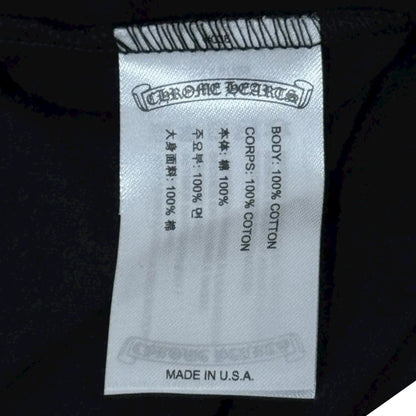 CHROME HEARTS
BODY: 100% COTTON
CORPS: 100% COTON
本体: 棉 100%
주요부: 100% 면
大身面料: 100% 棉
MADE IN U.S.A.